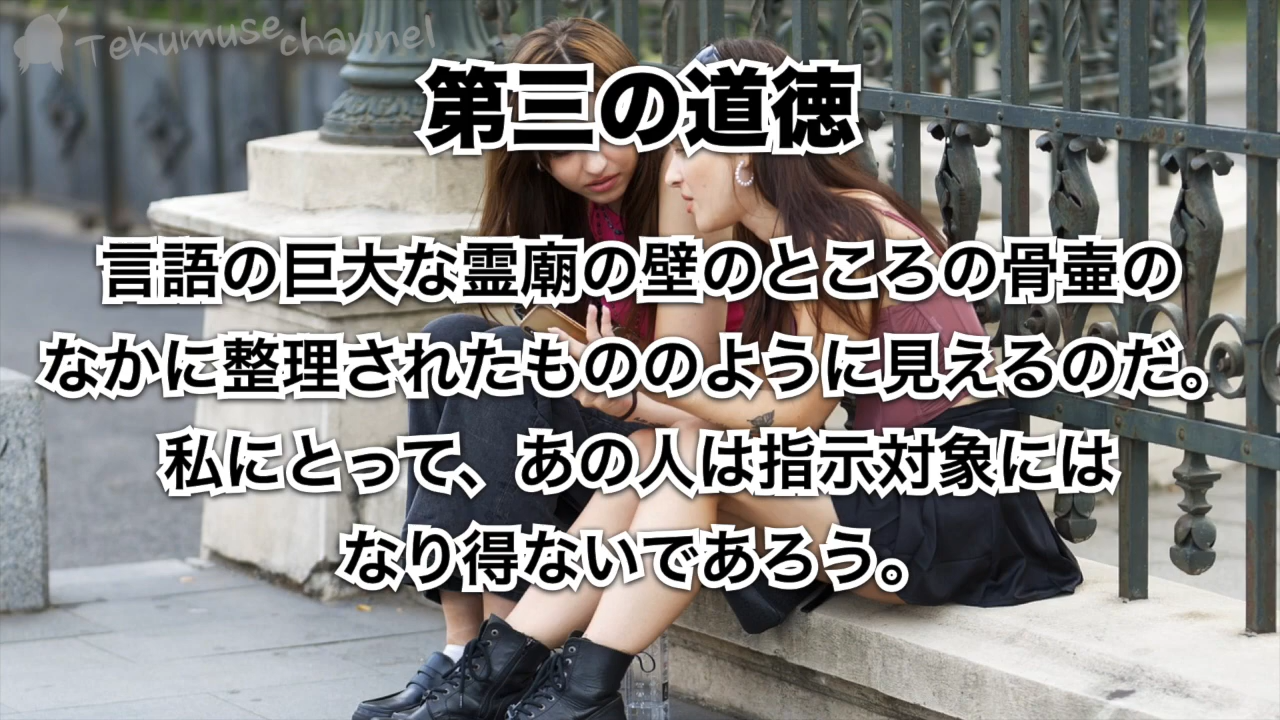 Tekumuse channel
第三の道徳
言語の巨大な霊廟の壁のところの骨壷の
なかに整理されたもののように見えるのだ。
私にとって、あの人は指示対象には
なり得ないであろう。